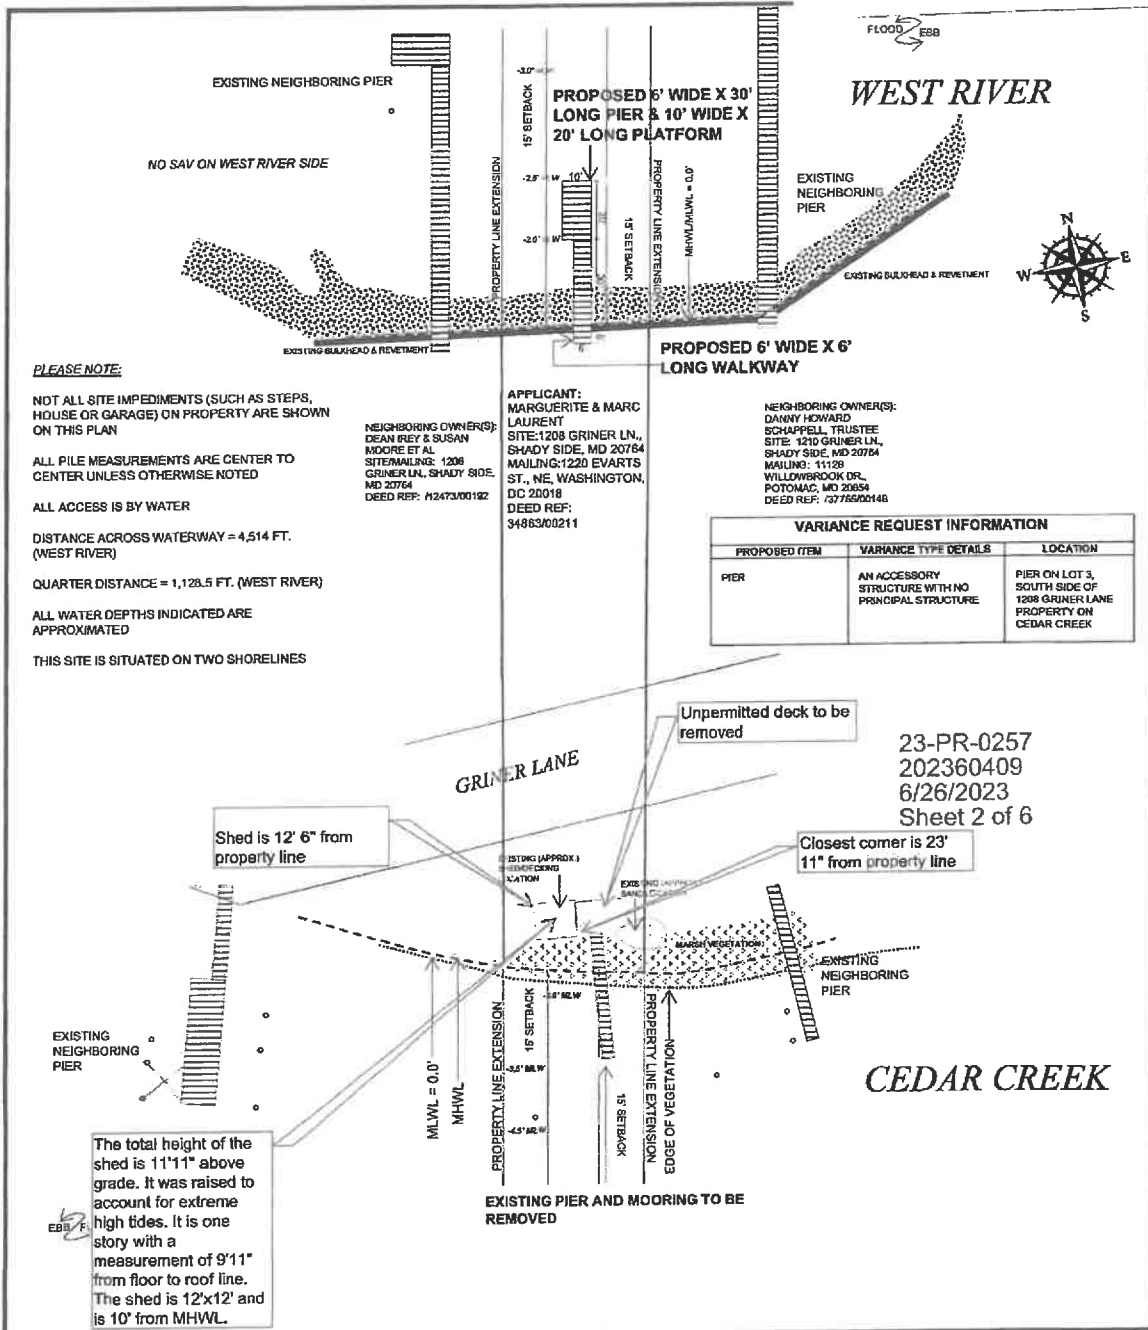 FLOOD EBB
WEST RIVER
EXISTING NEIGHBORING PIER
NO SAV ON WEST RIVER SIDE
15' SETBACK
PROPOSED 6' WIDE X 30'
LONG PIER & 10' WIDE X
20' LONG PLATFORM
10'
PROPERTY LINE EXTENSION
15' SETBACK
PROPERTY LINE EXTENSION
MHWL/MLWL = 0.0'
EXISTING
NEIGHBORING
PIER
N
W E
S
EXISTING BULKHEAD & REVETMENT
EXISTING BULKHEAD & REVETMENT
6'
PROPOSED 6' WIDE X 6'
LONG WALKWAY
PLEASE NOTE:
NOT ALL SITE IMPEDIMENTS (SUCH AS STEPS,
HOUSE OR GARAGE) ON PROPERTY ARE SHOWN
ON THIS PLAN
ALL PILE MEASUREMENTS ARE CENTER TO
CENTER UNLESS OTHERWISE NOTED
ALL ACCESS IS BY WATER
DISTANCE ACROSS WATERWAY = 4,514 FT.
(WEST RIVER)
QUARTER DISTANCE = 1,128.5 FT. (WEST RIVER)
ALL WATER DEPTHS INDICATED ARE
APPROXIMATED
THIS SITE IS SITUATED ON TWO SHORELINES
NEIGHBORING OWNER(S):
DEAN IREY & SUSAN
MOORE ET AL
SITE/MAILING: 1206
GRINER LN., SHADY SIDE,
MD 20764
DEED REF: /12473/00192
APPLICANT:
MARGUERITE & MARC
LAURENT
SITE:1208 GRINER LN.,
SHADY SIDE, MD 20764
MAILING:1220 EVARTS
ST., NE, WASHINGTON,
DC 20018
DEED REF:
34863/00211
NEIGHBORING OWNER(S):
DANNY HOWARD
SCHAPPELL, TRUSTEE
SITE: 1210 GRINER LN.,
SHADY SIDE, MD 20764
MAILING: 11128
WILLOWBROOK DR.,
POTOMAC, MD 20854
DEED REF: /37765/00148
VARIANCE REQUEST INFORMATION
PROPOSED ITEM VARIANCE TYPE DETAILS LOCATION
PIER
AN ACCESSORY
STRUCTURE WITH NO
PRINCIPAL STRUCTURE
PIER ON LOT 3,
SOUTH SIDE OF
1208 GRINER LANE
PROPERTY ON
CEDAR CREEK
GRINER LANE
Unpermitted deck to be
removed
23-PR-0257
202360409
6/26/2023
Sheet 2 of 6
Shed is 12' 6" from
property line
Closest corner is 23'
11" from property line
MARSH VEGETATION
EXISTING
NEIGHBORING
PIER
EXISTING
NEIGHBORING
PIER
MLWL = 0.0'
MHWL
PROPERTY LINE EXTENSION
15' SETBACK
-3.5' MLW
-4.5' MLW
15' SETBACK
PROPERTY LINE EXTENSION
EDGE OF VEGETATION
CEDAR CREEK
EXISTING PIER AND MOORING TO BE
REMOVED
EBB
The total height of the
shed is 11'11" above
grade. It was raised to
account for extreme
high tides. It is one
story with a
measurement of 9'11"
from floor to roof line.
The shed is 12'x12' and
is 10' from MHWL.